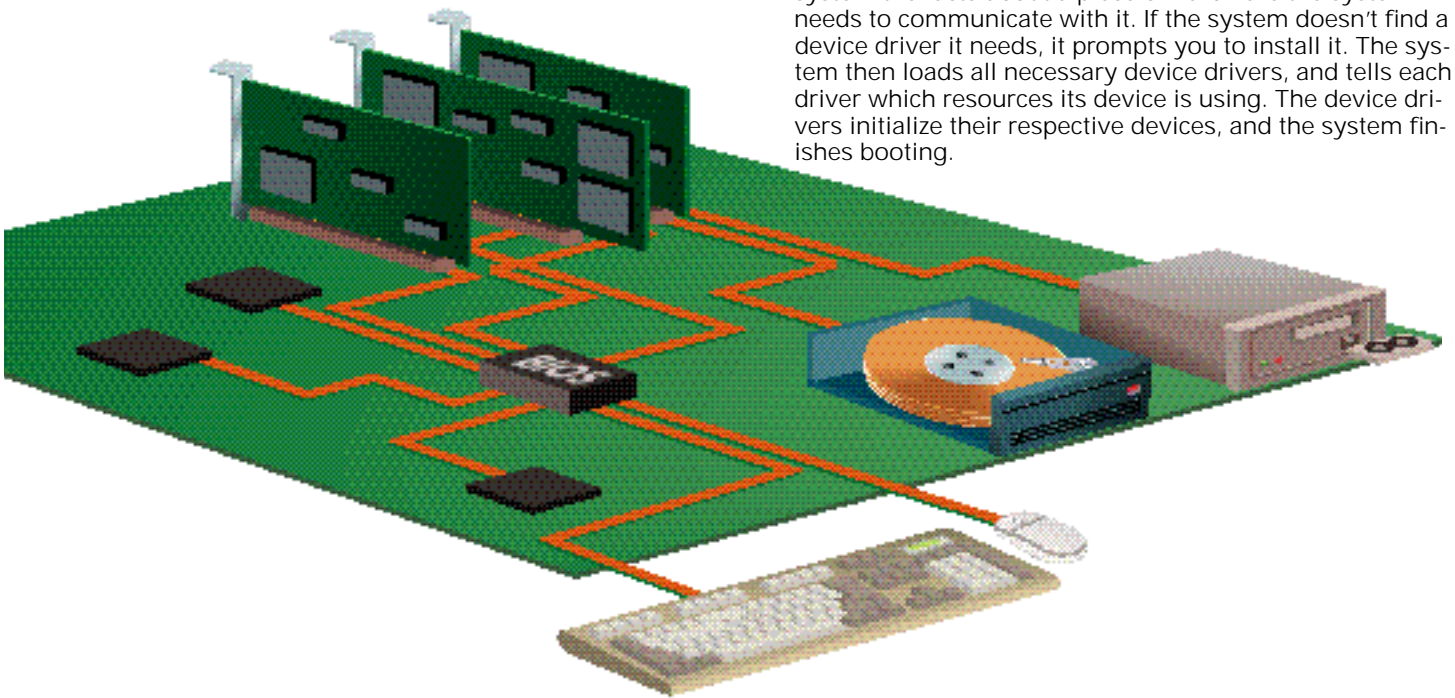 needs to communicate with it. If the system doesn't find a
device driver it needs, it prompts you to install it. The sys-
tem then loads all necessary device drivers, and tells each
driver which resources its device is using. The device dri-
vers initialize their respective devices, and the system fin-
ishes booting.
BIOS